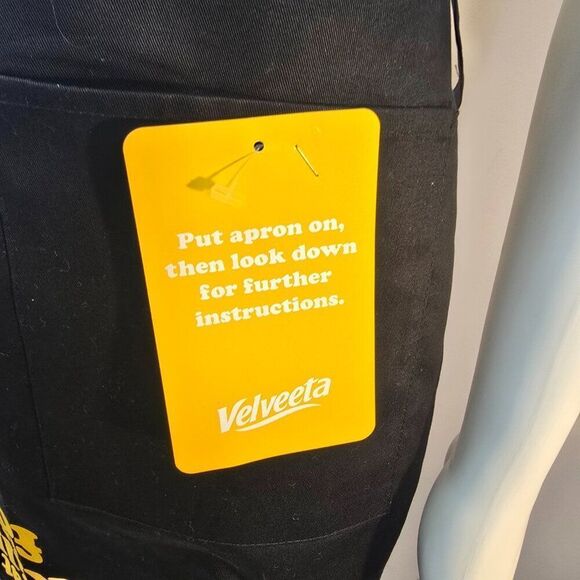 Put apron on,
then look down
for further
instructions.
Velveeta